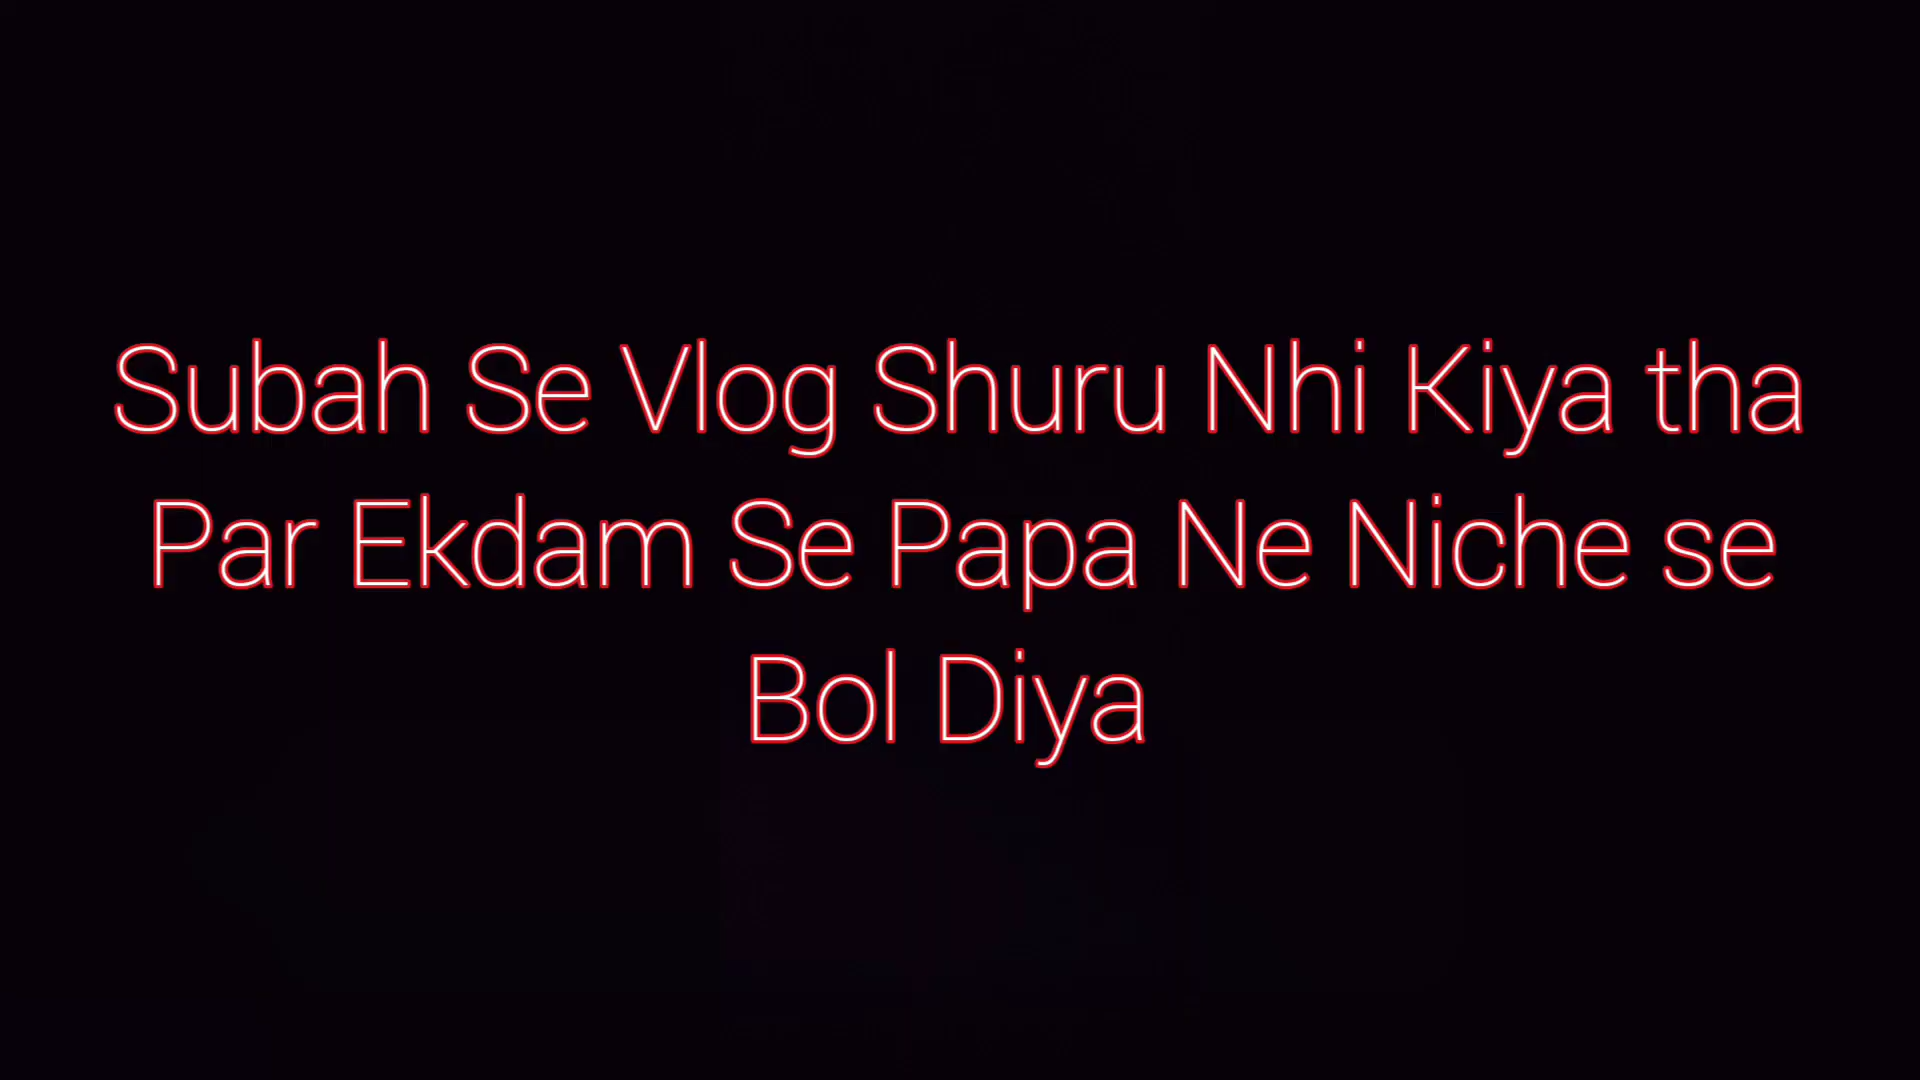 Subah Se Vlog Shuru Nhi Kiya tha
Par Ekdam Se Papa Ne Niche se
Bol Diya